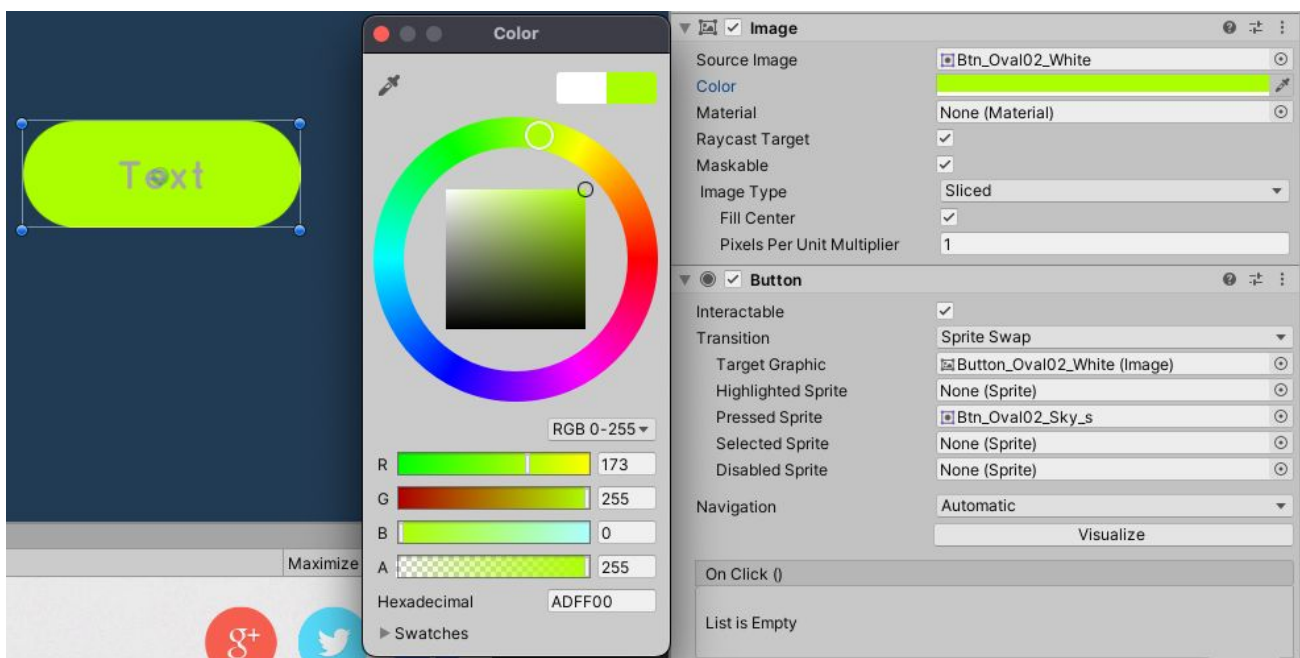 Text
Maximize
g+
Color
RGB 0-255
R 173
G 255
B 0
A 255
Hexadecimal ADFF00
Swatches
Image
Source Image Btn_Oval02_White
Color
Material None (Material)
Raycast Target
Maskable
Image Type Sliced
Fill Center
Pixels Per Unit Multiplier 1
Button
Interactable
Transition Sprite Swap
Target Graphic Button_Oval02_White (Image)
Highlighted Sprite None (Sprite)
Pressed Sprite Btn_Oval02_Sky_s
Selected Sprite None (Sprite)
Disabled Sprite None (Sprite)
Navigation Automatic
Visualize
On Click ()
List is Empty